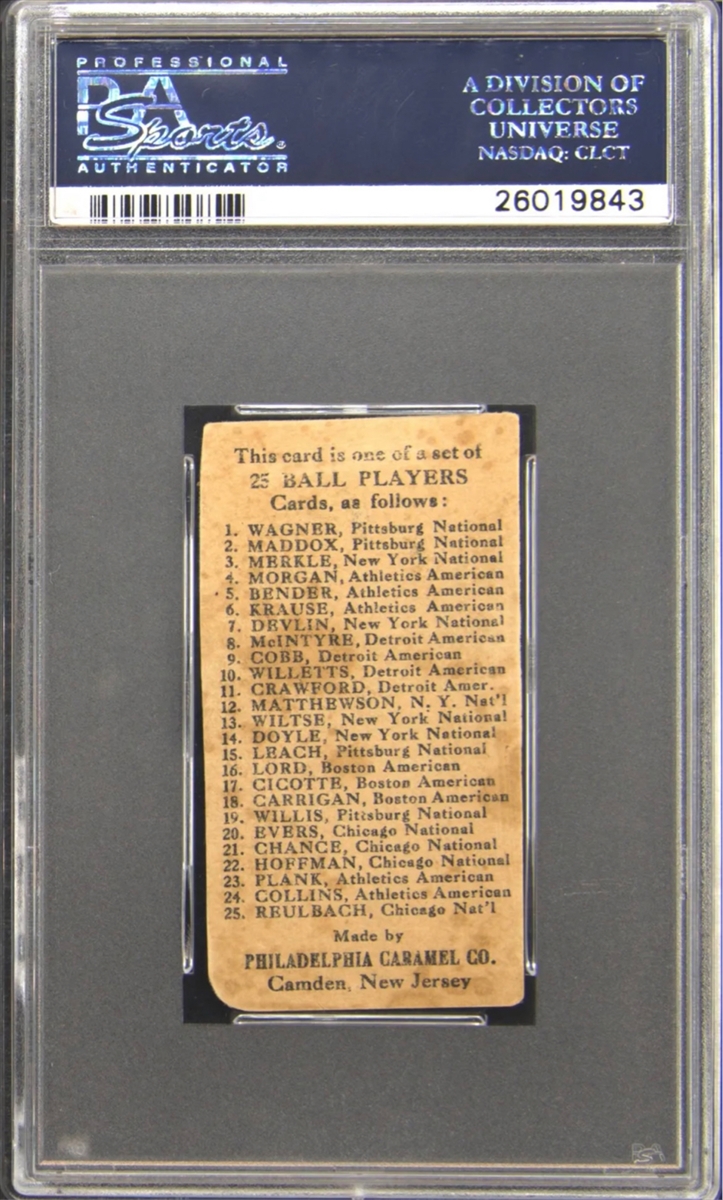 PROFESSIONAL
PSA
Sports
AUTHENTICATOR
A DIVISION OF
COLLECTORS
UNIVERSE
NASDAQ: CLCT
26019843
This card is one of a set of
25 BALL PLAYERS
Cards, as follows:
1. WAGNER, Pittsburg National
2. MADDOX, Pittsburg National
3. MERKLE, New York National
4. MORGAN, Athletics American
5. BENDER, Athletics American
6. KRAUSE, Athletics American
7. DEVLIN, New York National
8. McINTYRE, Detroit American
9. COBB, Detroit American
10. WILLETTS, Detroit American
11. CRAWFORD, Detroit Amer.
12. MATTHEWSON, N. Y. Nat'l
13. WILTSE, New York National
14. DOYLE, New York National
15. LEACH, Pittsburg National
16. LORD, Boston American
17. CICOTTE, Boston American
18. CARRIGAN, Boston American
19. WILLIS, Pittsburg National
20. EVERS, Chicago National
21. CHANCE, Chicago National
22. HOFFMAN, Chicago National
23. PLANK, Athletics American
24. COLLINS, Athletics American
25. REULBACH, Chicago Nat'l
Made by
PHILADELPHIA CARAMEL CO.
Camden, New Jersey
PSA